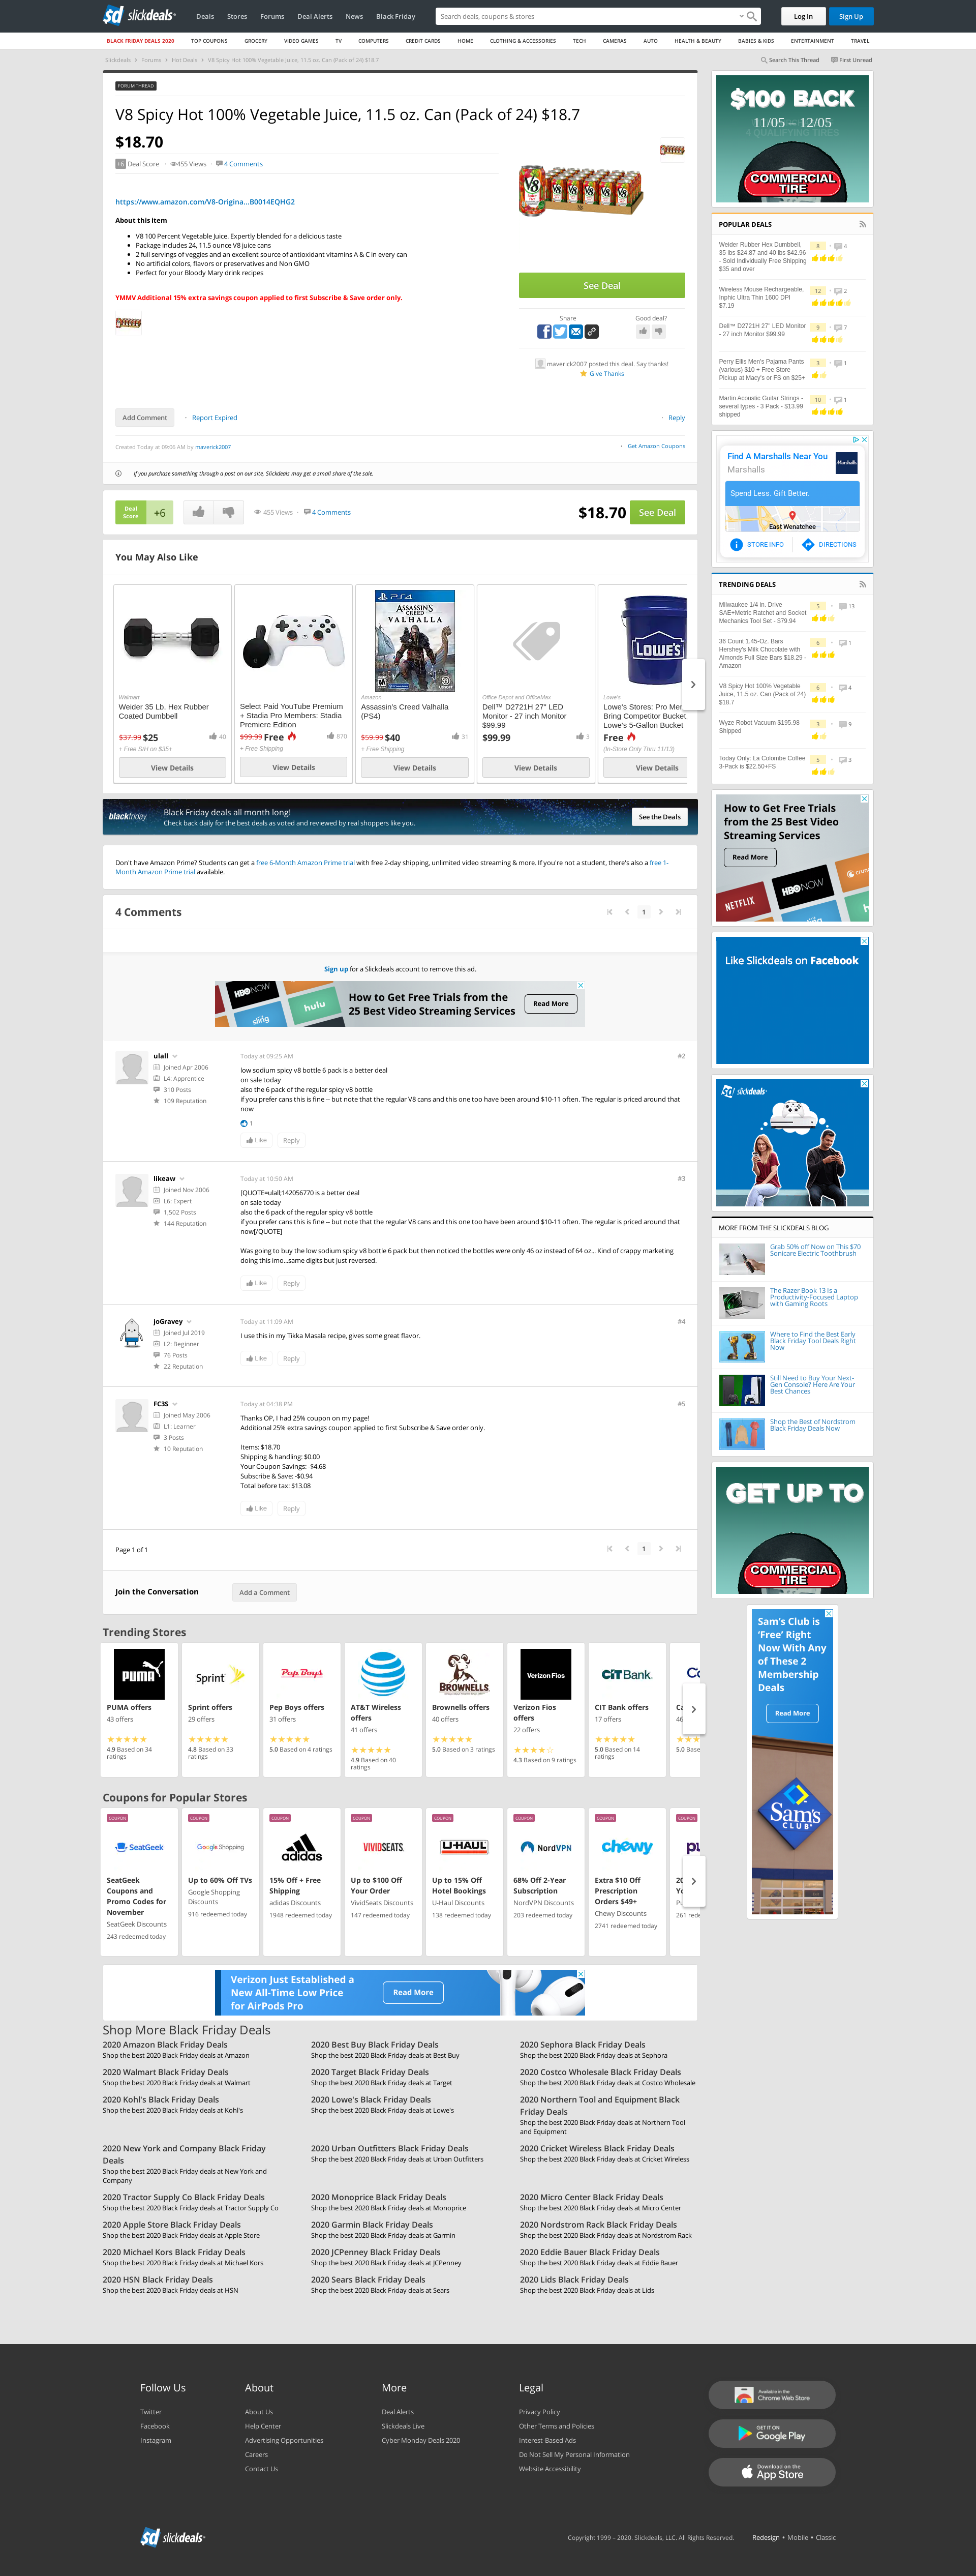 slickdeals
Deals Stores Forums Deal Alerts News Black Friday
Search deals, coupons & stores
Log In
Sign Up
BLACK FRIDAY DEALS 2020 TOP COUPONS GROCERY VIDEO GAMES TV COMPUTERS CREDIT CARDS HOME CLOTHING & ACCESSORIES TECH CAMERAS AUTO HEALTH & BEAUTY BABIES & KIDS ENTERTAINMENT TRAVEL
Slickdeals Forums Hot Deals V8 Spicy Hot 100% Vegetable Juice, 11.5 oz. Can (Pack of 24) $18.7
Search This Thread First Unread
FORUM THREAD
V8 Spicy Hot 100% Vegetable Juice, 11.5 oz. Can (Pack of 24) $18.7
$18.70
+6 Deal Score 455 Views 4 Comments
https://www.amazon.com/V8-Origina...B0014EQHG2
About this item
V8 100 Percent Vegetable Juice. Expertly blended for a delicious taste
Package includes 24, 11.5 ounce V8 juice cans
2 full servings of veggies and an excellent source of antioxidant vitamins A & C in every can
No artificial colors, flavors or preservatives and Non GMO
Perfect for your Bloody Mary drink recipes
YMMV Additional 15% extra savings coupon applied to first Subscribe & Save order only.
See Deal
Share
Good deal?
maverick2007 posted this deal. Say thanks!
Give Thanks
Add Comment
Report Expired
Reply
Created Today at 09:06 AM by maverick2007
Get Amazon Coupons
If you purchase something through a post on our site, Slickdeals may get a small share of the sale.
Deal Score +6
455 Views 4 Comments
$18.70
See Deal
You May Also Like
Walmart
Weider 35 Lb. Hex Rubber
Coated Dumbbell
$37.99 $25
40
+ Free S/H on $35+
View Details
Select Paid YouTube Premium
+ Stadia Pro Members: Stadia
Premiere Edition
$99.99 Free
870
+ Free Shipping
View Details
PS4
ASSASSIN'S
CREED
VALHALLA
UBISOFT
Amazon
Assassin's Creed Valhalla
(PS4)
$59.99 $40
31
+ Free Shipping
View Details
Office Depot and OfficeMax
Dell™ D2721H 27" LED
Monitor - 27 inch Monitor
$99.99
$99.99
3
View Details
LOWE'S
Lowe's
Lowe's Stores: Pro Mem
Bring Competitor Bucket,
Lowe's 5-Gallon Bucket
Free
(In-Store Only Thru 11/13)
View Details
blackfriday
Black Friday deals all month long!
Check back daily for the best deals as voted and reviewed by real shoppers like you.
See the Deals
Don't have Amazon Prime? Students can get a free 6-Month Amazon Prime trial with free 2-day shipping, unlimited video streaming & more. If you're not a student, there's also a free 1-
Month Amazon Prime trial available.
4 Comments
1
Sign up for a Slickdeals account to remove this ad.
HBO NOW
hulu
sling
How to Get Free Trials from the
25 Best Video Streaming Services
Read More
ulall
Joined Apr 2006
L4: Apprentice
310 Posts
109 Reputation
Today at 09:25 AM
#2
low sodium spicy v8 bottle 6 pack is a better deal
on sale today
also the 6 pack of the regular spicy v8 bottle
if you prefer cans this is fine -- but note that the regular V8 cans and this one too have been around $10-11 often. The regular is priced around that
now
1
Like
Reply
likeaw
Joined Nov 2006
L6: Expert
1,502 Posts
144 Reputation
Today at 10:50 AM
#3
[QUOTE=ulall;142056770 is a better deal
on sale today
also the 6 pack of the regular spicy v8 bottle
if you prefer cans this is fine -- but note that the regular V8 cans and this one too have been around $10-11 often. The regular is priced around that
now[/QUOTE]
Was going to buy the low sodium spicy v8 bottle 6 pack but then noticed the bottles were only 46 oz instead of 64 oz... Kind of crappy marketing
doing this imo...same digits but just reversed.
Like
Reply
joGravey
Joined Jul 2019
L2: Beginner
76 Posts
22 Reputation
Today at 11:09 AM
#4
I use this in my Tikka Masala recipe, gives some great flavor.
Like
Reply
FC3S
Joined May 2006
L1: Learner
3 Posts
10 Reputation
Today at 04:38 PM
#5
Thanks OP, I had 25% coupon on my page!
Additional 25% extra savings coupon applied to first Subscribe & Save order only.
Items: $18.70
Shipping & handling: $0.00
Your Coupon Savings: -$4.68
Subscribe & Save: -$0.94
Total before tax: $13.08
Like
Reply
Page 1 of 1
1
Join the Conversation
Add a Comment
Trending Stores
PUMA
PUMA offers
43 offers
4.9 Based on 34
ratings
Sprint
Sprint offers
29 offers
4.8 Based on 33
ratings
Pep Boys
Pep Boys offers
31 offers
5.0 Based on 4 ratings
AT&T Wireless
offers
41 offers
4.9 Based on 40
ratings
BROWNELLS
Brownells offers
40 offers
5.0 Based on 3 ratings
Verizon Fios
Verizon Fios
offers
22 offers
4.3 Based on 9 ratings
CIT Bank
CIT Bank offers
17 offers
5.0 Based on 14
ratings
Ca
46
5.0 Base
Coupons for Popular Stores
COUPON
SeatGeek
SeatGeek
Coupons and
Promo Codes for
November
SeatGeek Discounts
243 redeemed today
COUPON
Google Shopping
Up to 60% Off TVs
Google Shopping
Discounts
916 redeemed today
COUPON
adidas
15% Off + Free
Shipping
adidas Discounts
1948 redeemed today
COUPON
VIVIDSEATS
Up to $100 Off
Your Order
VividSeats Discounts
147 redeemed today
COUPON
U-HAUL
Up to 15% Off
Hotel Bookings
U-Haul Discounts
138 redeemed today
COUPON
NordVPN
68% Off 2-Year
Subscription
NordVPN Discounts
203 redeemed today
COUPON
chewy
Extra $10 Off
Prescription
Orders $49+
Chewy Discounts
2741 redeemed today
COUPON
20
Yo
Pu
261 rede
Verizon Just Established a
New All-Time Low Price
for AirPods Pro
Read More
Shop More Black Friday Deals
2020 Amazon Black Friday Deals
Shop the best 2020 Black Friday deals at Amazon
2020 Best Buy Black Friday Deals
Shop the best 2020 Black Friday deals at Best Buy
2020 Sephora Black Friday Deals
Shop the best 2020 Black Friday deals at Sephora
2020 Walmart Black Friday Deals
Shop the best 2020 Black Friday deals at Walmart
2020 Target Black Friday Deals
Shop the best 2020 Black Friday deals at Target
2020 Costco Wholesale Black Friday Deals
Shop the best 2020 Black Friday deals at Costco Wholesale
2020 Kohl's Black Friday Deals
Shop the best 2020 Black Friday deals at Kohl's
2020 Lowe's Black Friday Deals
Shop the best 2020 Black Friday deals at Lowe's
2020 Northern Tool and Equipment Black
Friday Deals
Shop the best 2020 Black Friday deals at Northern Tool
and Equipment
2020 New York and Company Black Friday
Deals
Shop the best 2020 Black Friday deals at New York and
Company
2020 Urban Outfitters Black Friday Deals
Shop the best 2020 Black Friday deals at Urban Outfitters
2020 Cricket Wireless Black Friday Deals
Shop the best 2020 Black Friday deals at Cricket Wireless
2020 Tractor Supply Co Black Friday Deals
Shop the best 2020 Black Friday deals at Tractor Supply Co
2020 Monoprice Black Friday Deals
Shop the best 2020 Black Friday deals at Monoprice
2020 Micro Center Black Friday Deals
Shop the best 2020 Black Friday deals at Micro Center
2020 Apple Store Black Friday Deals
Shop the best 2020 Black Friday deals at Apple Store
2020 Garmin Black Friday Deals
Shop the best 2020 Black Friday deals at Garmin
2020 Nordstrom Rack Black Friday Deals
Shop the best 2020 Black Friday deals at Nordstrom Rack
2020 Michael Kors Black Friday Deals
Shop the best 2020 Black Friday deals at Michael Kors
2020 JCPenney Black Friday Deals
Shop the best 2020 Black Friday deals at JCPenney
2020 Eddie Bauer Black Friday Deals
Shop the best 2020 Black Friday deals at Eddie Bauer
2020 HSN Black Friday Deals
Shop the best 2020 Black Friday deals at HSN
2020 Sears Black Friday Deals
Shop the best 2020 Black Friday deals at Sears
2020 Lids Black Friday Deals
Shop the best 2020 Black Friday deals at Lids
$100 BACK
11/05 – 12/05
4 QUALIFYING TIRES
COMMERCIAL
TIRE
POPULAR DEALS
Weider Rubber Hex Dumbbell,
35 lbs $24.87 and 40 lbs $42.96
- Sold Individually Free Shipping
$35 and over
8 4
Wireless Mouse Rechargeable,
Inphic Ultra Thin 1600 DPI
$7.19
12 2
Dell™ D2721H 27" LED Monitor
- 27 inch Monitor $99.99
9 7
Perry Ellis Men's Pajama Pants
(various) $10 + Free Store
Pickup at Macy's or FS on $25+
3 1
Martin Acoustic Guitar Strings -
several types - 3 Pack - $13.99
shipped
10 1
Find A Marshalls Near You
Marshalls
Marshalls
Spend Less. Gift Better.
East Wenatchee
STORE INFO
DIRECTIONS
TRENDING DEALS
Milwaukee 1/4 in. Drive
SAE+Metric Ratchet and Socket
Mechanics Tool Set - $79.94
5 13
36 Count 1.45-Oz. Bars
Hershey's Milk Chocolate with
Almonds Full Size Bars $18.29 -
Amazon
6 1
V8 Spicy Hot 100% Vegetable
Juice, 11.5 oz. Can (Pack of 24)
$18.7
6 4
Wyze Robot Vacuum $195.98
Shipped
3 9
Today Only: La Colombe Coffee
3-Pack is $22.50+FS
5 3
How to Get Free Trials
from the 25 Best Video
Streaming Services
Read More
NETFLIX
HBO NOW
sling
crunc
Like Slickdeals on Facebook
slickdeals
MORE FROM THE SLICKDEALS BLOG
Grab 50% off Now on This $70
Sonicare Electric Toothbrush
The Razer Book 13 Is a
Productivity-Focused Laptop
with Gaming Roots
Where to Find the Best Early
Black Friday Tool Deals Right
Now
Still Need to Buy Your Next-
Gen Console? Here Are Your
Best Chances
Shop the Best of Nordstrom
Black Friday Deals Now
GET UP TO
COMMERCIAL
TIRE
Sam's Club is
'Free' Right
Now With Any
of These 2
Membership
Deals
Read More
Sam's
CLUB
Follow Us
Twitter
Facebook
Instagram
About
About Us
Help Center
Advertising Opportunities
Careers
Contact Us
More
Deal Alerts
Slickdeals Live
Cyber Monday Deals 2020
Legal
Privacy Policy
Other Terms and Policies
Interest-Based Ads
Do Not Sell My Personal Information
Website Accessibility
Available in the
Chrome Web Store
GET IT ON
Google Play
Download on the
App Store
slickdeals
Copyright 1999 – 2020. Slickdeals, LLC. All Rights Reserved.
Redesign • Mobile • Classic